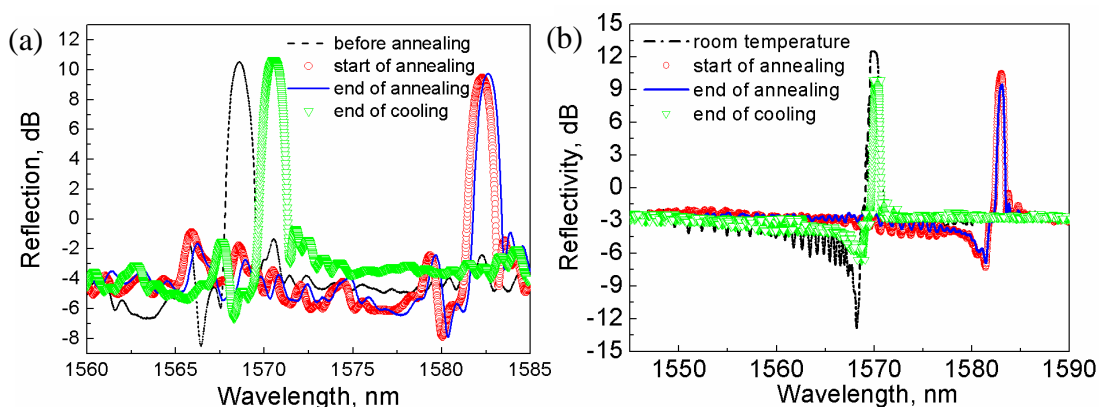 (a)
12
10
8
6
4
2
0
-2
-4
-6
-8
Reflection, dB
before annealing
start of annealing
end of annealing
end of cooling
1560 1565 1570 1575 1580 1585
Wavelength, nm
(b)
15
12
9
6
3
0
-3
-6
-9
-12
-15
Reflectivity, dB
room temperature
start of annealing
end of annealing
end of cooling
1550 1560 1570 1580 1590
Wavelength, nm